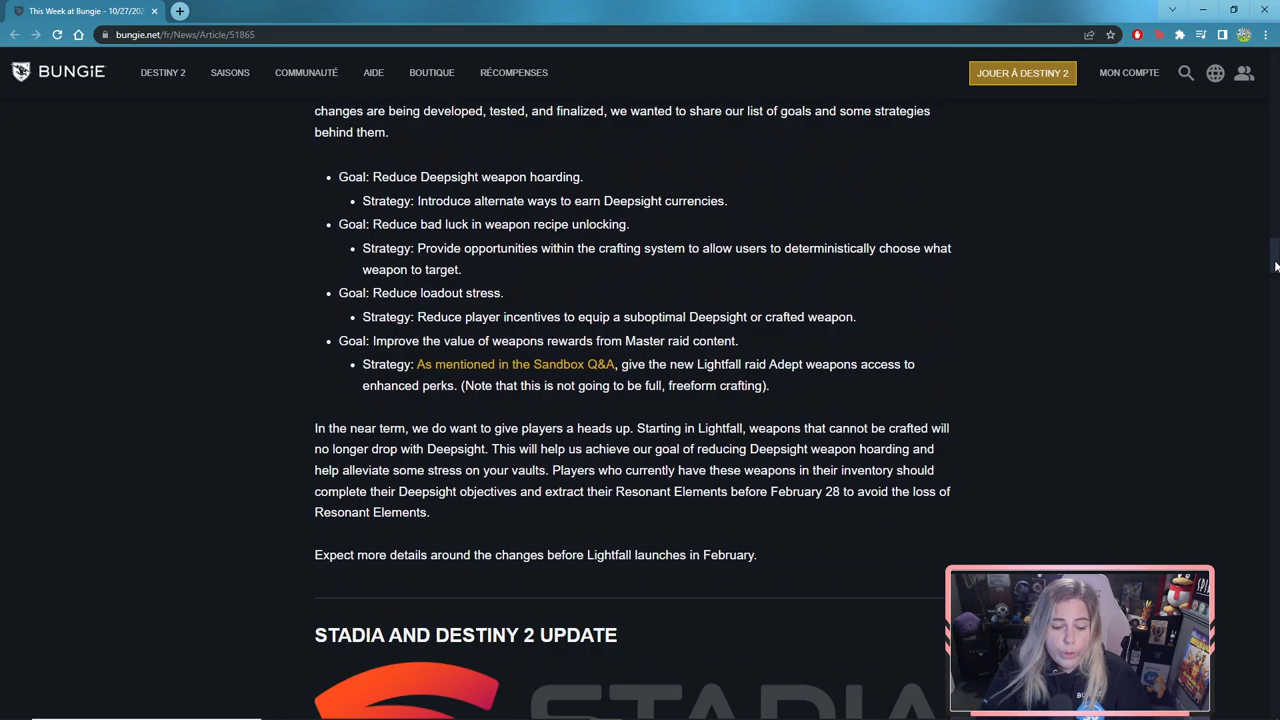 This Week at Bungie - 10/27/202
bungie.net/fr/News/Article/51865
BUNGIE
DESTINY 2
SAISONS
COMMUNAUTÉ
AIDE
BOUTIQUE
RÉCOMPENSES
JOUER À DESTINY 2
MON COMPTE
changes are being developed, tested, and finalized, we wanted to share our list of goals and some strategies
behind them.
Goal: Reduce Deepsight weapon hoarding.
Strategy: Introduce alternate ways to earn Deepsight currencies.
Goal: Reduce bad luck in weapon recipe unlocking.
Strategy: Provide opportunities within the crafting system to allow users to deterministically choose what
weapon to target.
Goal: Reduce loadout stress.
Strategy: Reduce player incentives to equip a suboptimal Deepsight or crafted weapon.
Goal: Improve the value of weapons rewards from Master raid content.
Strategy: As mentioned in the Sandbox Q&A, give the new Lightfall raid Adept weapons access to
enhanced perks. (Note that this is not going to be full, freeform crafting).
In the near term, we do want to give players a heads up. Starting in Lightfall, weapons that cannot be crafted will
no longer drop with Deepsight. This will help us achieve our goal of reducing Deepsight weapon hoarding and
help alleviate some stress on your vaults. Players who currently have these weapons in their inventory should
complete their Deepsight objectives and extract their Resonant Elements before February 28 to avoid the loss of
Resonant Elements.
Expect more details around the changes before Lightfall launches in February.
STADIA AND DESTINY 2 UPDATE
STADIA